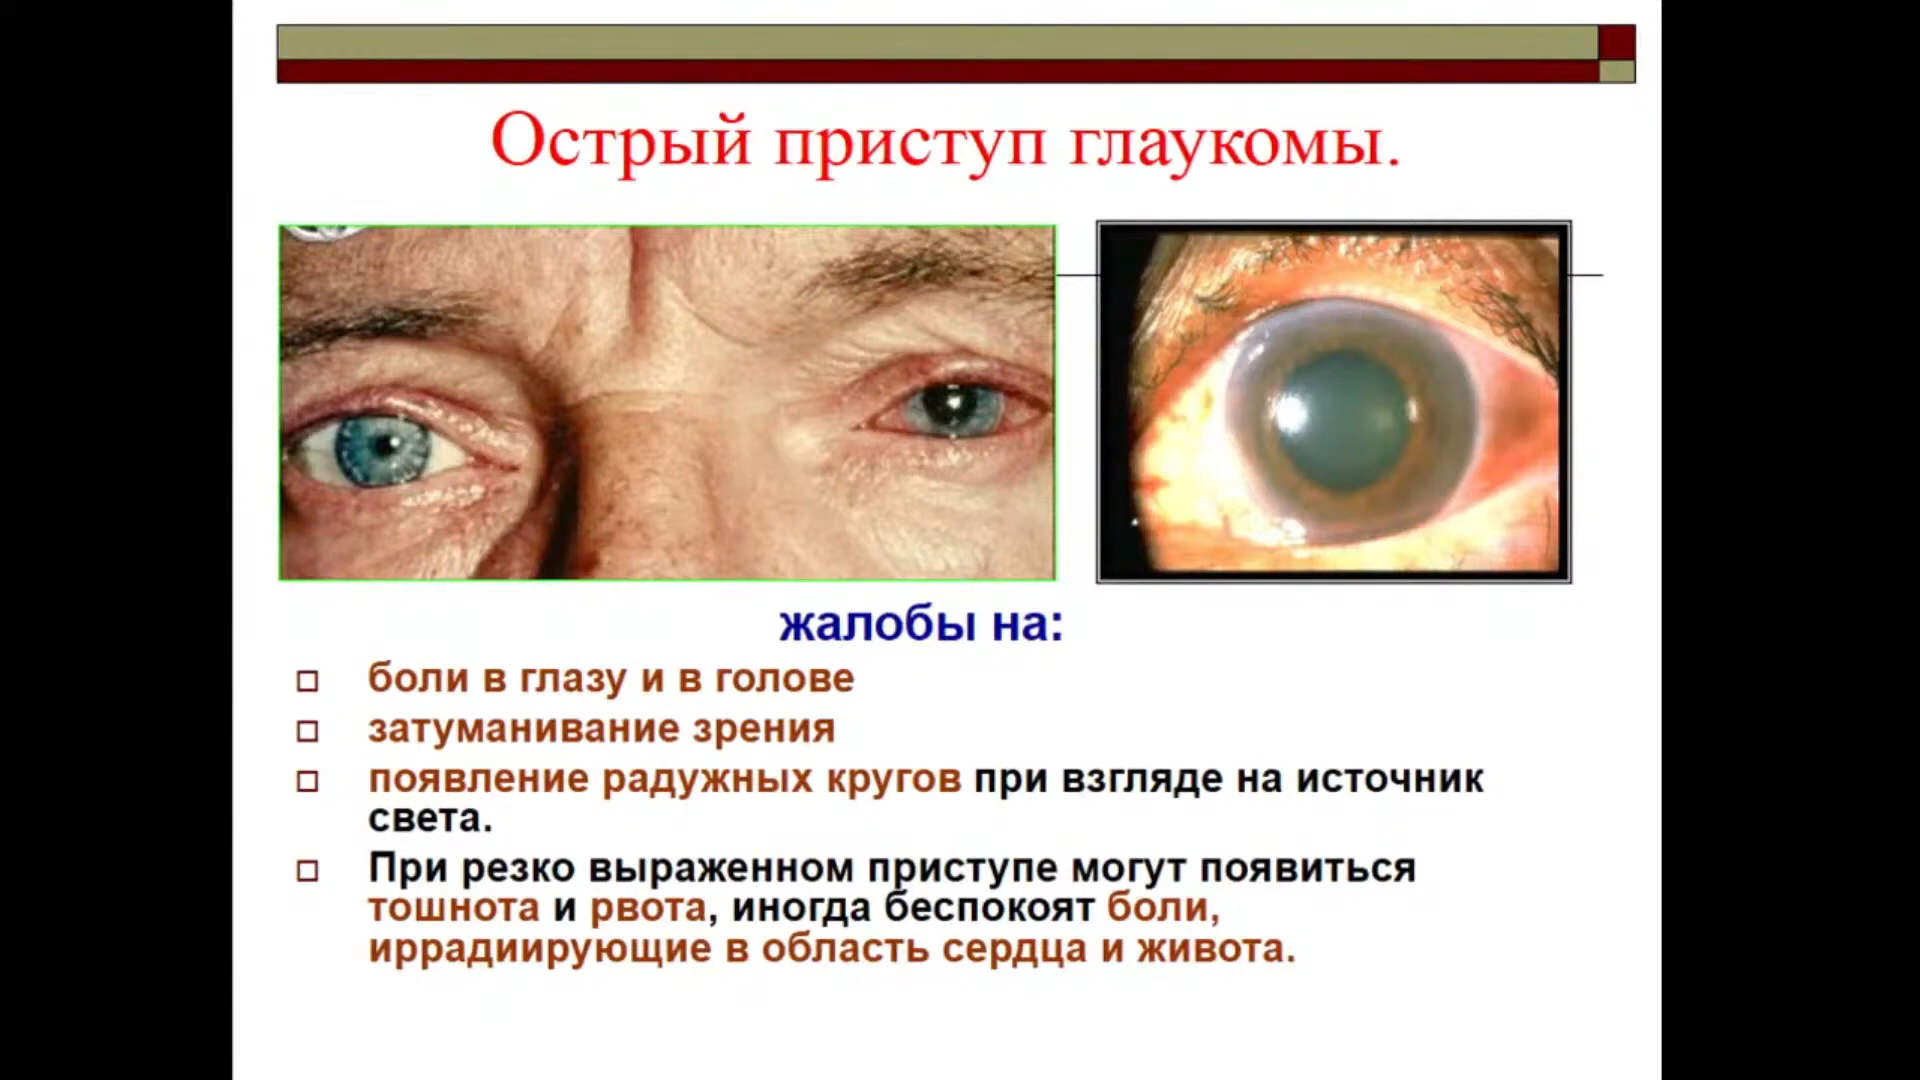 Острый приступ глаукомы.
жалобы на:
боли в глазу и в голове
затуманивание зрения
появление радужных кругов при взгляде на источник
света.
При резко выраженном приступе могут появиться
тошнота и рвота, иногда беспокоят боли,
иррадиирующие в область сердца и живота.